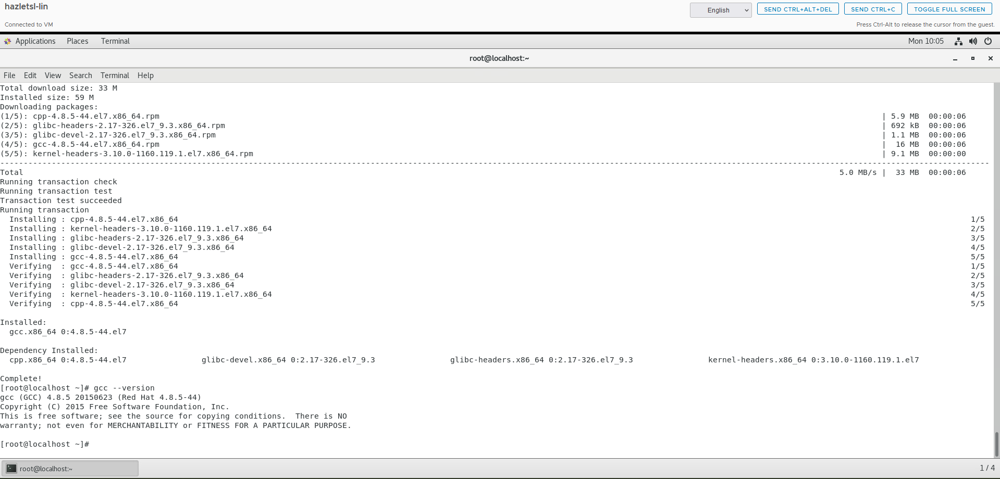 hazletsl-lin
English
SEND CTRL+ALT+DEL
SEND CTRL+C
TOGGLE FULL SCREEN
Connected to VM
Press Ctrl-Alt to release the cursor from the guest.
Applications Places Terminal
Mon 10:05
root@localhost:~
File Edit View Search Terminal Help
Total download size: 33 M
Installed size: 59 M
Downloading packages:
(1/5): cpp-4.8.5-44.el7.x86_64.rpm | 5.9 MB 00:00:06
(2/5): glibc-headers-2.17-326.el7_9.3.x86_64.rpm | 692 kB 00:00:06
(3/5): glibc-devel-2.17-326.el7_9.3.x86_64.rpm | 1.1 MB 00:00:06
(4/5): gcc-4.8.5-44.el7.x86_64.rpm | 16 MB 00:00:06
(5/5): kernel-headers-3.10.0-1160.119.1.el7.x86_64.rpm | 9.1 MB 00:00:00
--------------------------------------------------------------------------------
Total 5.0 MB/s | 33 MB 00:00:06
Running transaction check
Running transaction test
Transaction test succeeded
Running transaction
Installing : cpp-4.8.5-44.el7.x86_64 1/5
Installing : kernel-headers-3.10.0-1160.119.1.el7.x86_64 2/5
Installing : glibc-headers-2.17-326.el7_9.3.x86_64 3/5
Installing : glibc-devel-2.17-326.el7_9.3.x86_64 4/5
Installing : gcc-4.8.5-44.el7.x86_64 5/5
Verifying : gcc-4.8.5-44.el7.x86_64 1/5
Verifying : glibc-headers-2.17-326.el7_9.3.x86_64 2/5
Verifying : glibc-devel-2.17-326.el7_9.3.x86_64 3/5
Verifying : kernel-headers-3.10.0-1160.119.1.el7.x86_64 4/5
Verifying : cpp-4.8.5-44.el7.x86_64 5/5
Installed:
gcc.x86_64 0:4.8.5-44.el7
Dependency Installed:
cpp.x86_64 0:4.8.5-44.el7 glibc-devel.x86_64 0:2.17-326.el7_9.3 glibc-headers.x86_64 0:2.17-326.el7_9.3 kernel-headers.x86_64 0:3.10.0-1160.119.1.el7
Complete!
[root@localhost ~]# gcc --version
gcc (GCC) 4.8.5 20150623 (Red Hat 4.8.5-44)
Copyright (C) 2015 Free Software Foundation, Inc.
This is free software; see the source for copying conditions.  There is NO
warranty; not even for MERCHANTABILITY or FITNESS FOR A PARTICULAR PURPOSE.
[root@localhost ~]#
root@localhost:~
1 / 4